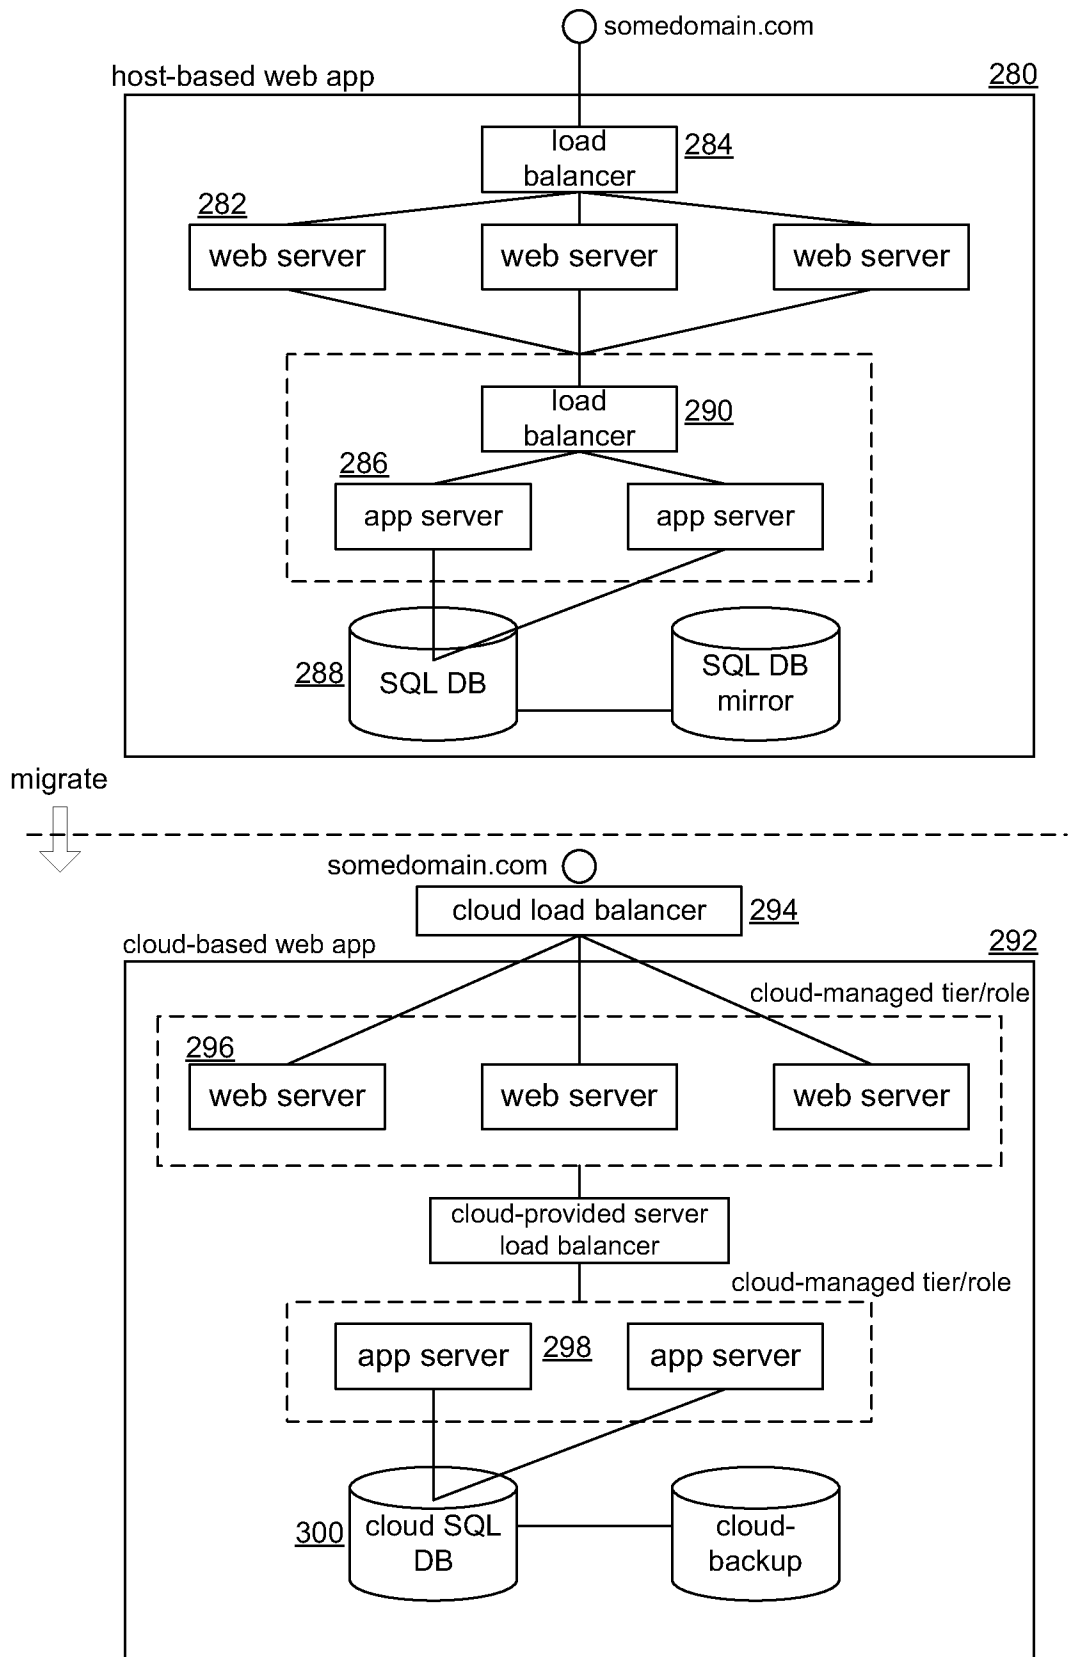 somedomain.com
host-based web app
280
load
balancer
284
282
web server
web server
web server
load
balancer
290
286
app server
app server
288
SQL DB
SQL DB
mirror
migrate
somedomain.com
cloud load balancer
294
cloud-based web app
292
cloud-managed tier/role
296
web server
web server
web server
cloud-provided server
load balancer
cloud-managed tier/role
app server
298
app server
300
cloud SQL
DB
cloud-
backup